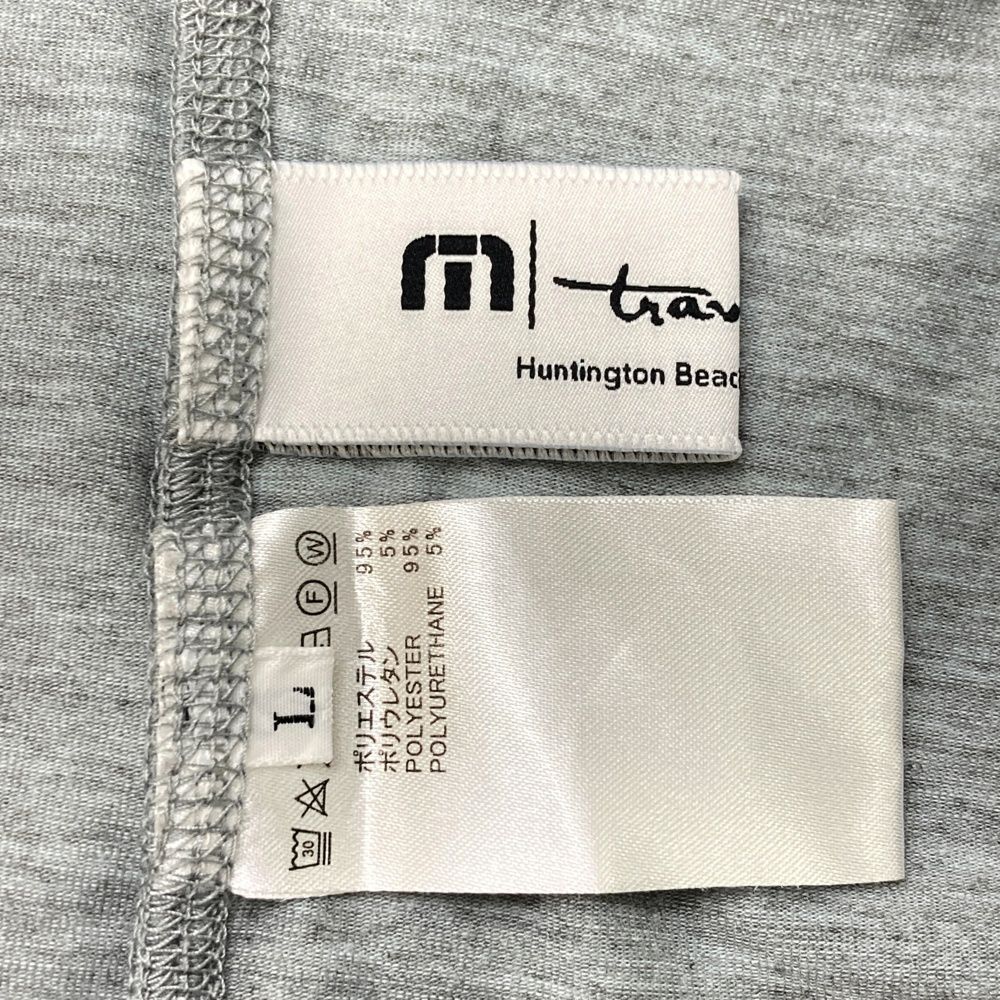 trav
Huntington Beac
W
F
L
30
ポリエステル 95%
ポリウレタン 5%
POLYESTER 95%
POLYURETHANE 5%